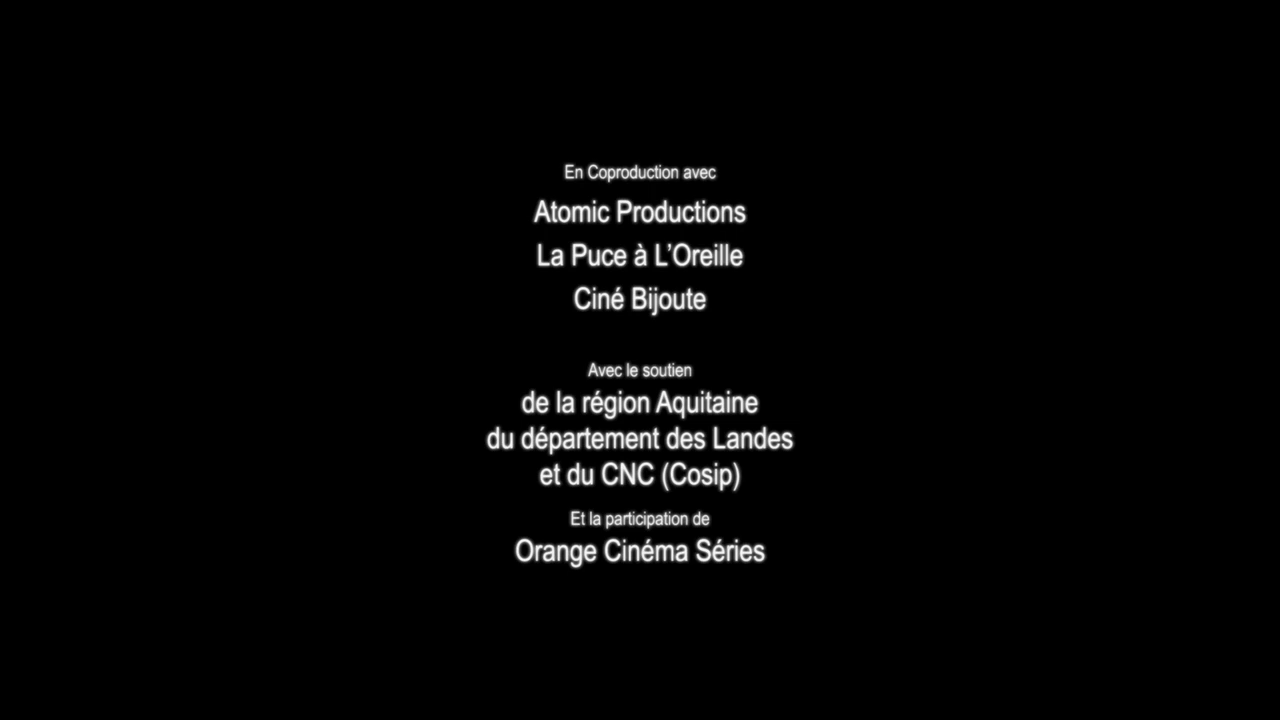 En Coproduction avec
Atomic Productions
La Puce à L’Oreille
Ciné Bijoute
Avec le soutien
de la région Aquitaine
du département des Landes
et du CNC (Cosip)
Et la participation de
Orange Cinéma Séries